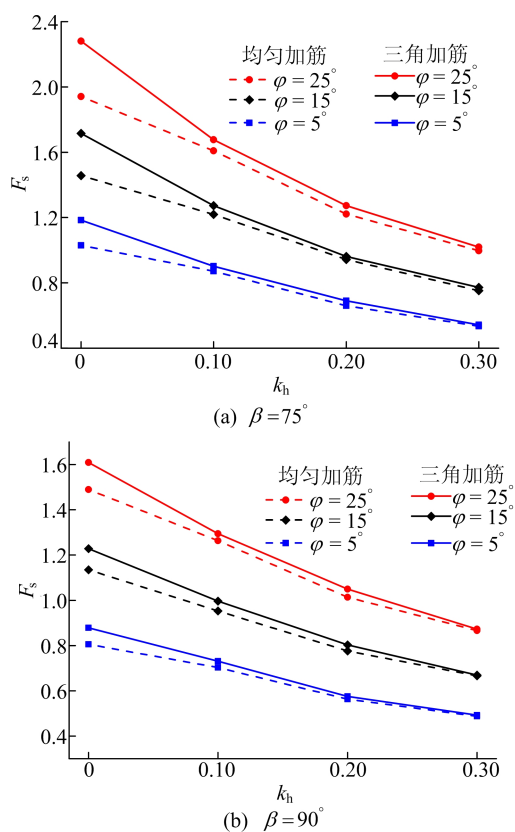 2.4
2.0
1.6
1.2
0.8
0.4
Fs
均匀加筋 三角加筋
φ = 25° φ = 25°
φ = 15° φ = 15°
φ = 5° φ = 5°
0 0.10 0.20 0.30
kh
(a) β=75°
1.6
1.4
1.2
1.0
0.8
0.6
0.4
Fs
均匀加筋 三角加筋
φ = 25° φ = 25°
φ = 15° φ = 15°
φ = 5° φ = 5°
0 0.10 0.20 0.30
kh
(b) β=90°